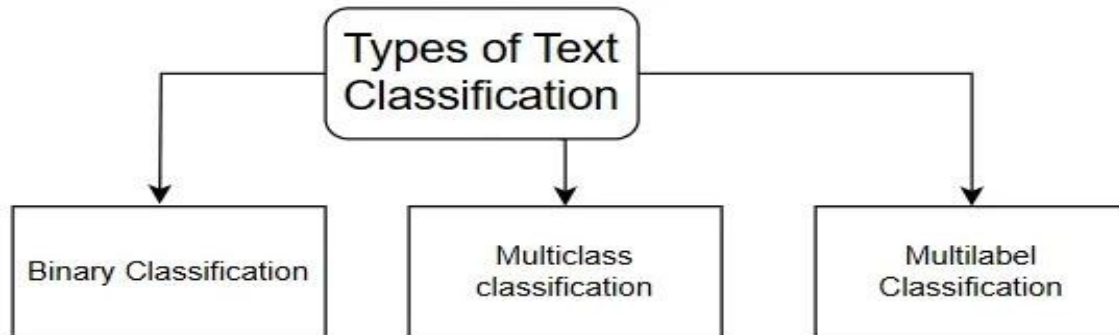 Types of Text
Classification
Binary Classification
Multiclass
classification
Multilabel
Classification